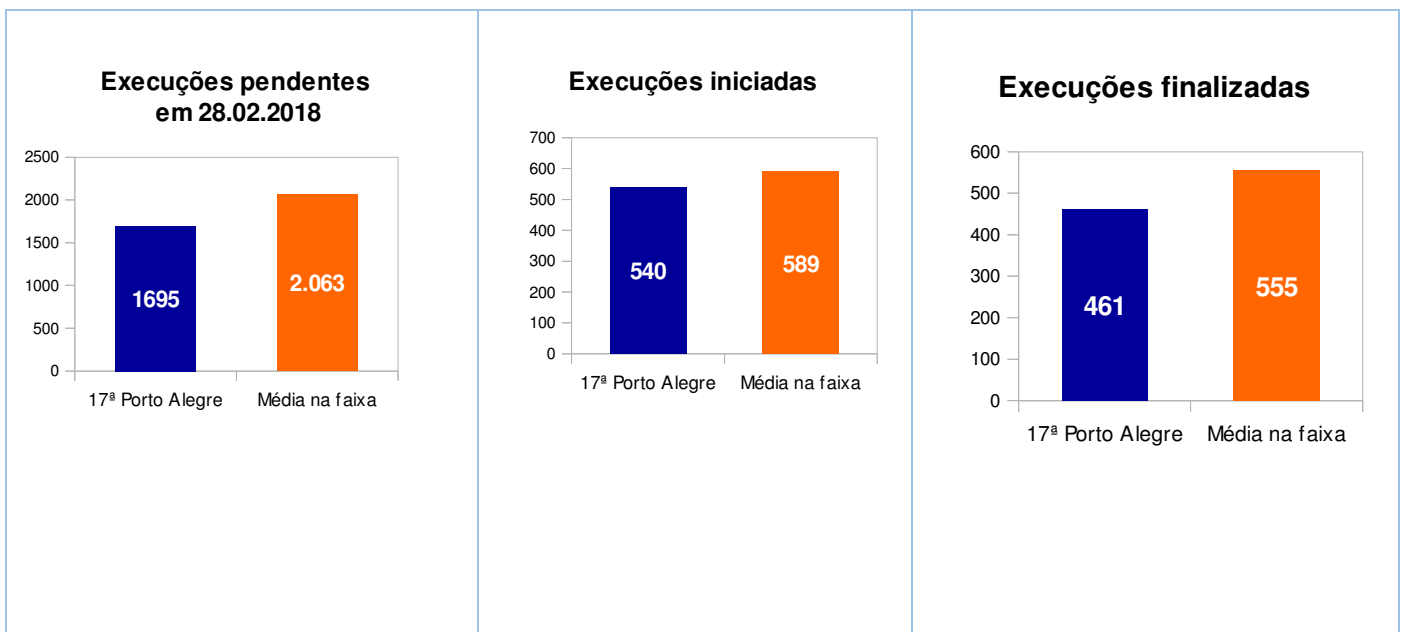 Execuções pendentes
em 28.02.2018
2500
2000
1500
1000
500
0
1695
2.063
17ª Porto Alegre
Média na faixa
Execuções iniciadas
700
600
500
400
300
200
100
0
540
589
17ª Porto Alegre
Média na faixa
Execuções finalizadas
600
500
400
300
200
100
0
461
555
17ª Porto Alegre
Média na faixa